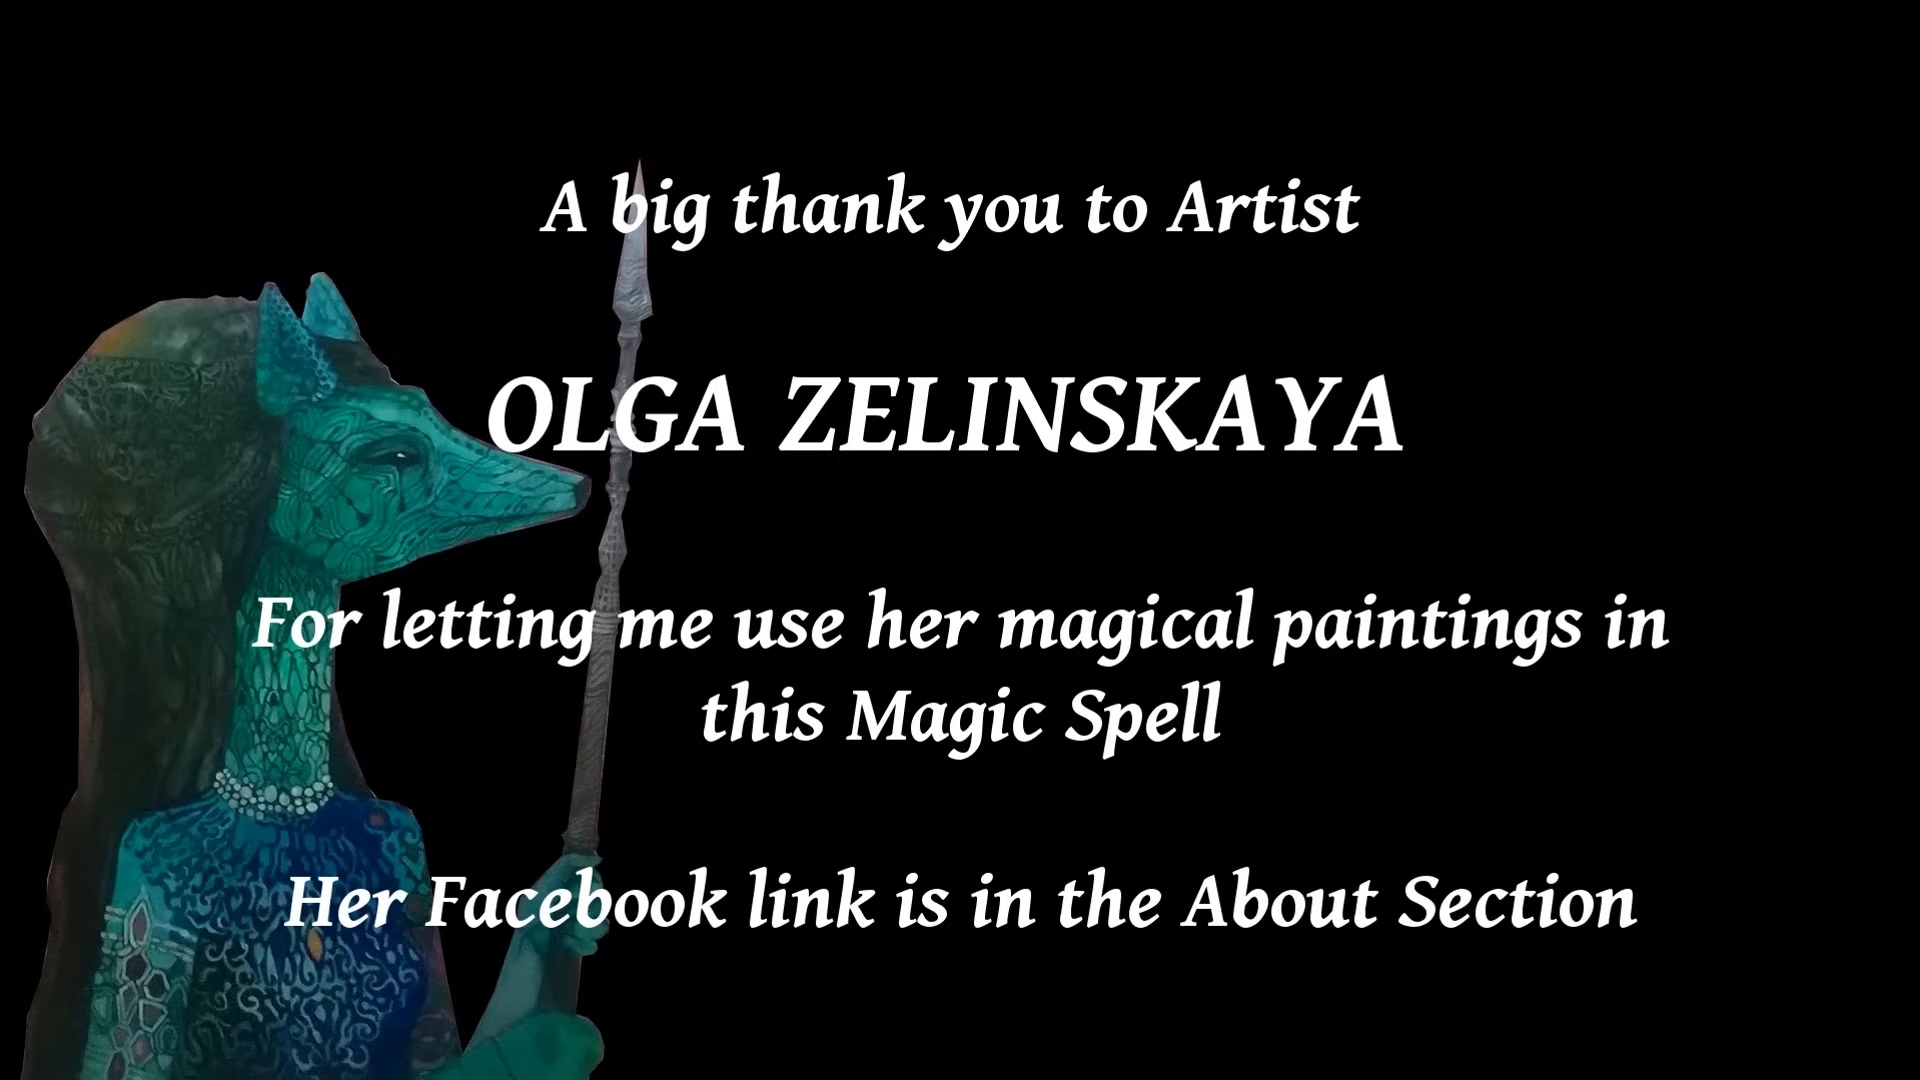 A big thank you to Artist
OLGA ZELINSKAYA
For letting me use her magical paintings in
this Magic Spell
Her Facebook link is in the About Section